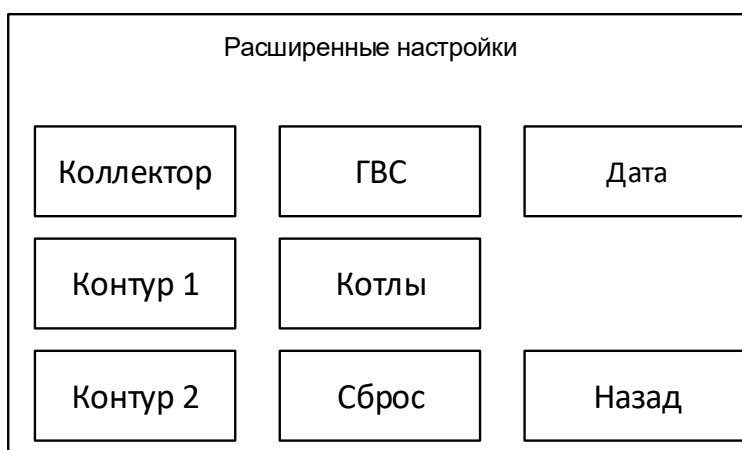 Расширенные настройки
Коллектор
ГВС
Дата
Контур 1
Котлы
Контур 2
Сброс
Назад